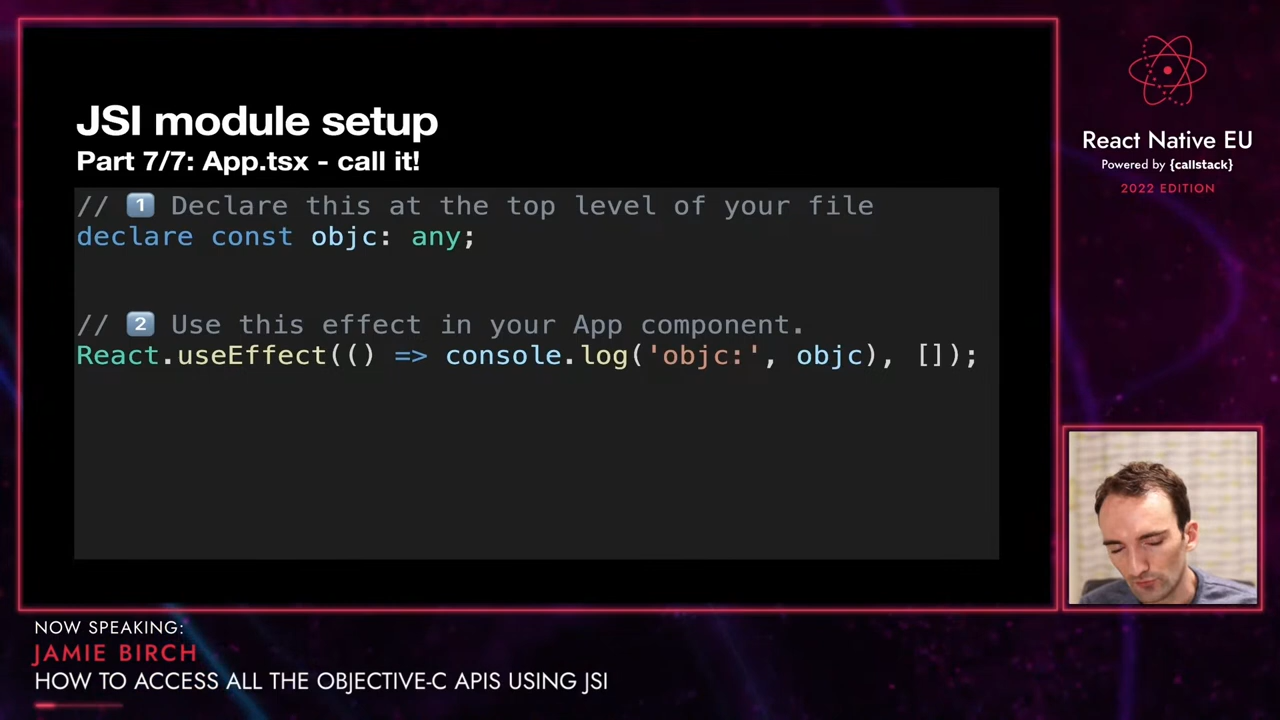 JSI module setup
Part 7/7: App.tsx - call it!
// 1️⃣ Declare this at the top level of your file
declare const objc: any;
// 2️⃣ Use this effect in your App component.
React.useEffect(() => console.log('objc:', objc), []);
React Native EU
Powered by {callstack}
2022 EDITION
NOW SPEAKING:
JAMIE BIRCH
HOW TO ACCESS ALL THE OBJECTIVE-C APIS USING JSI